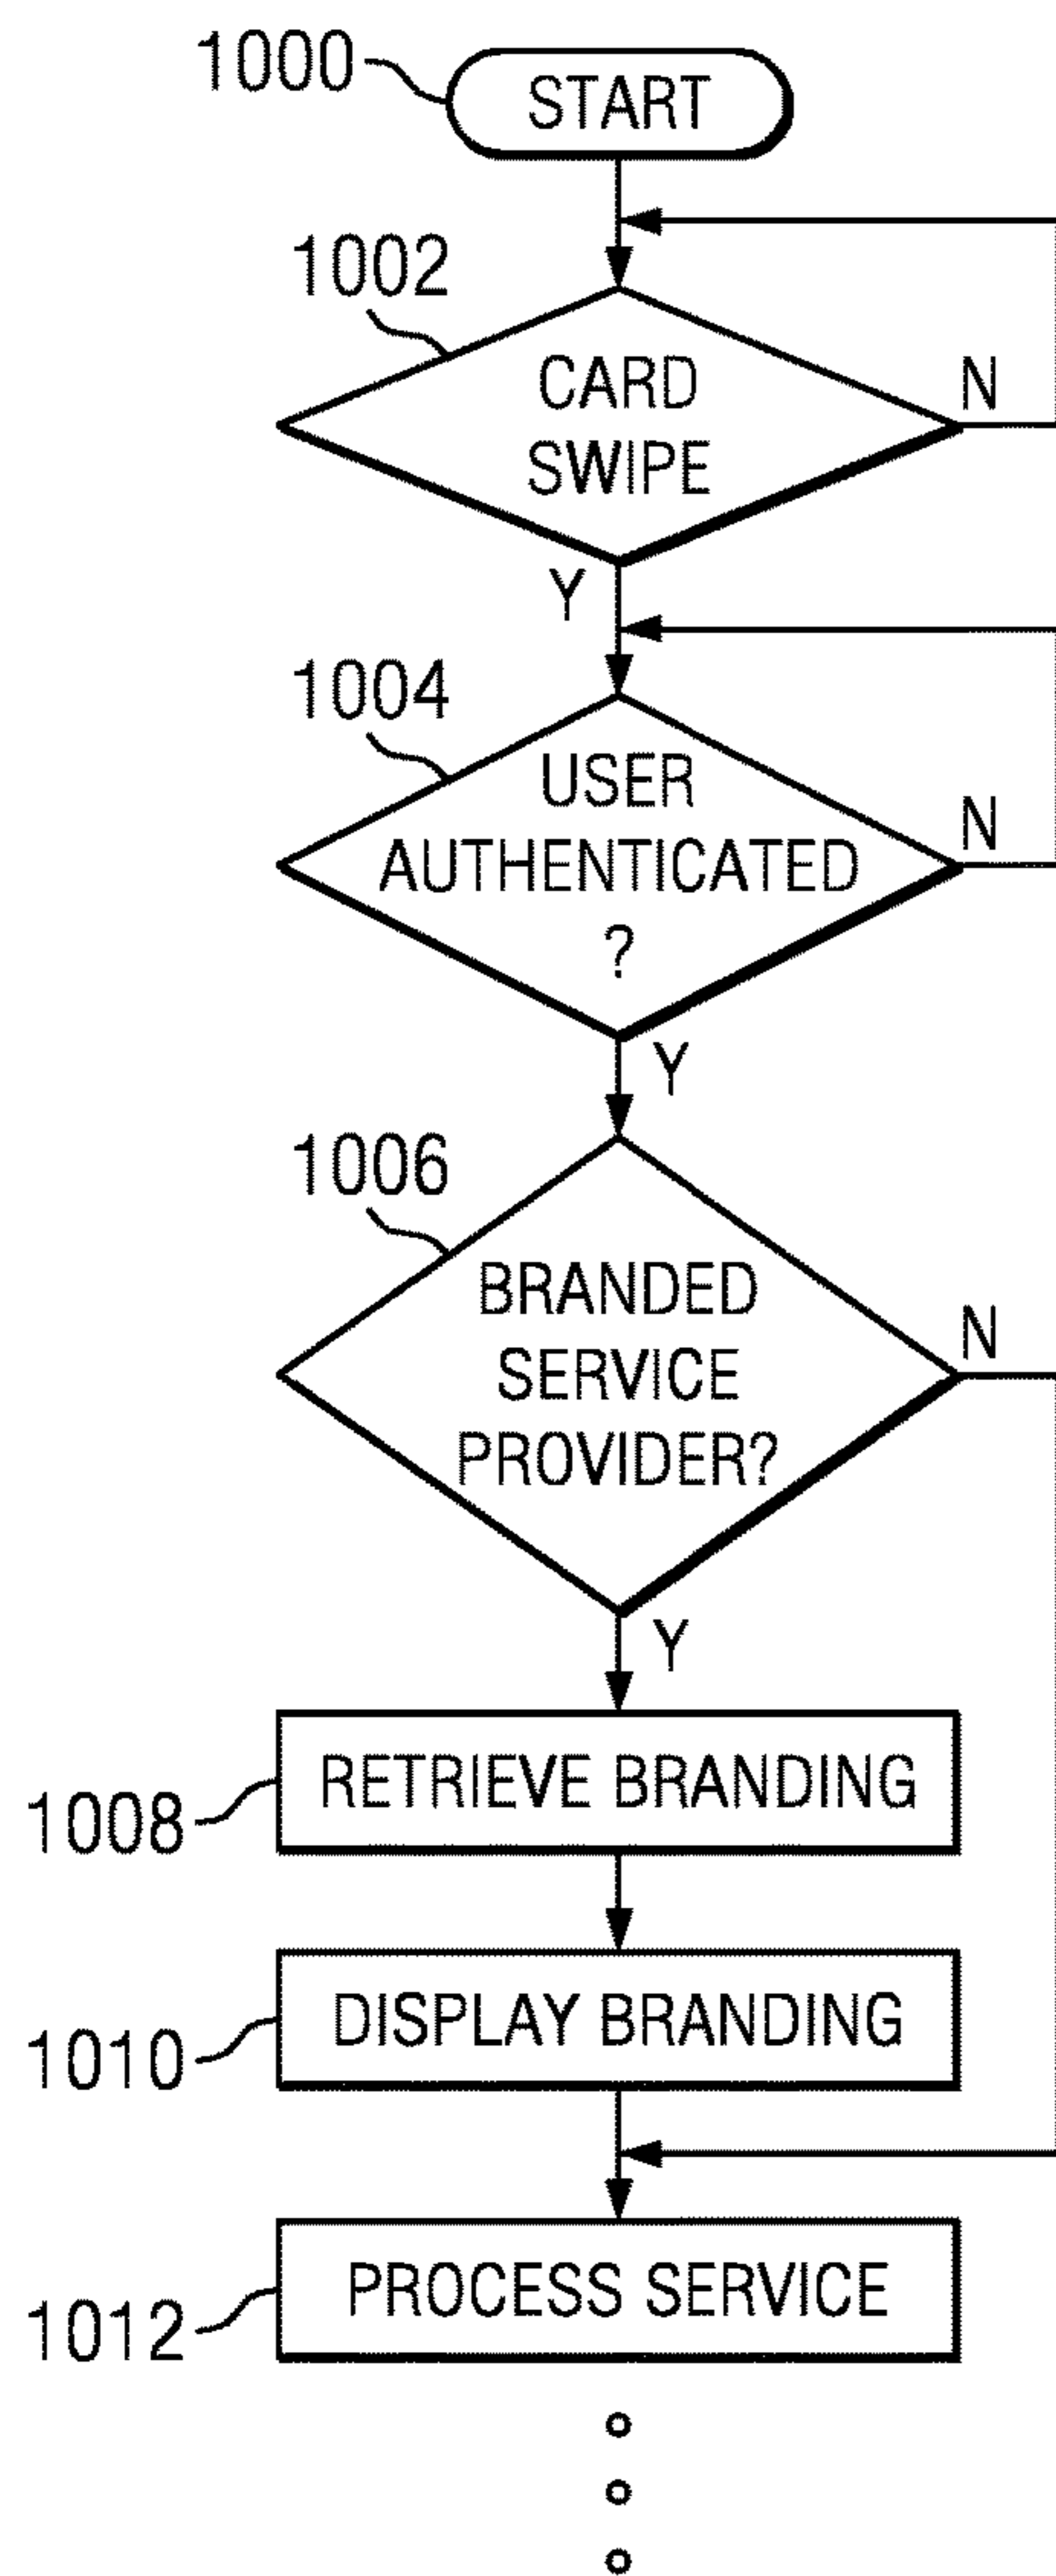 1000
START
1002
CARD
SWIPE
N
Y
1004
USER
AUTHENTICATED
?
N
Y
1006
BRANDED
SERVICE
PROVIDER?
N
Y
1008
RETRIEVE BRANDING
1010
DISPLAY BRANDING
1012
PROCESS SERVICE